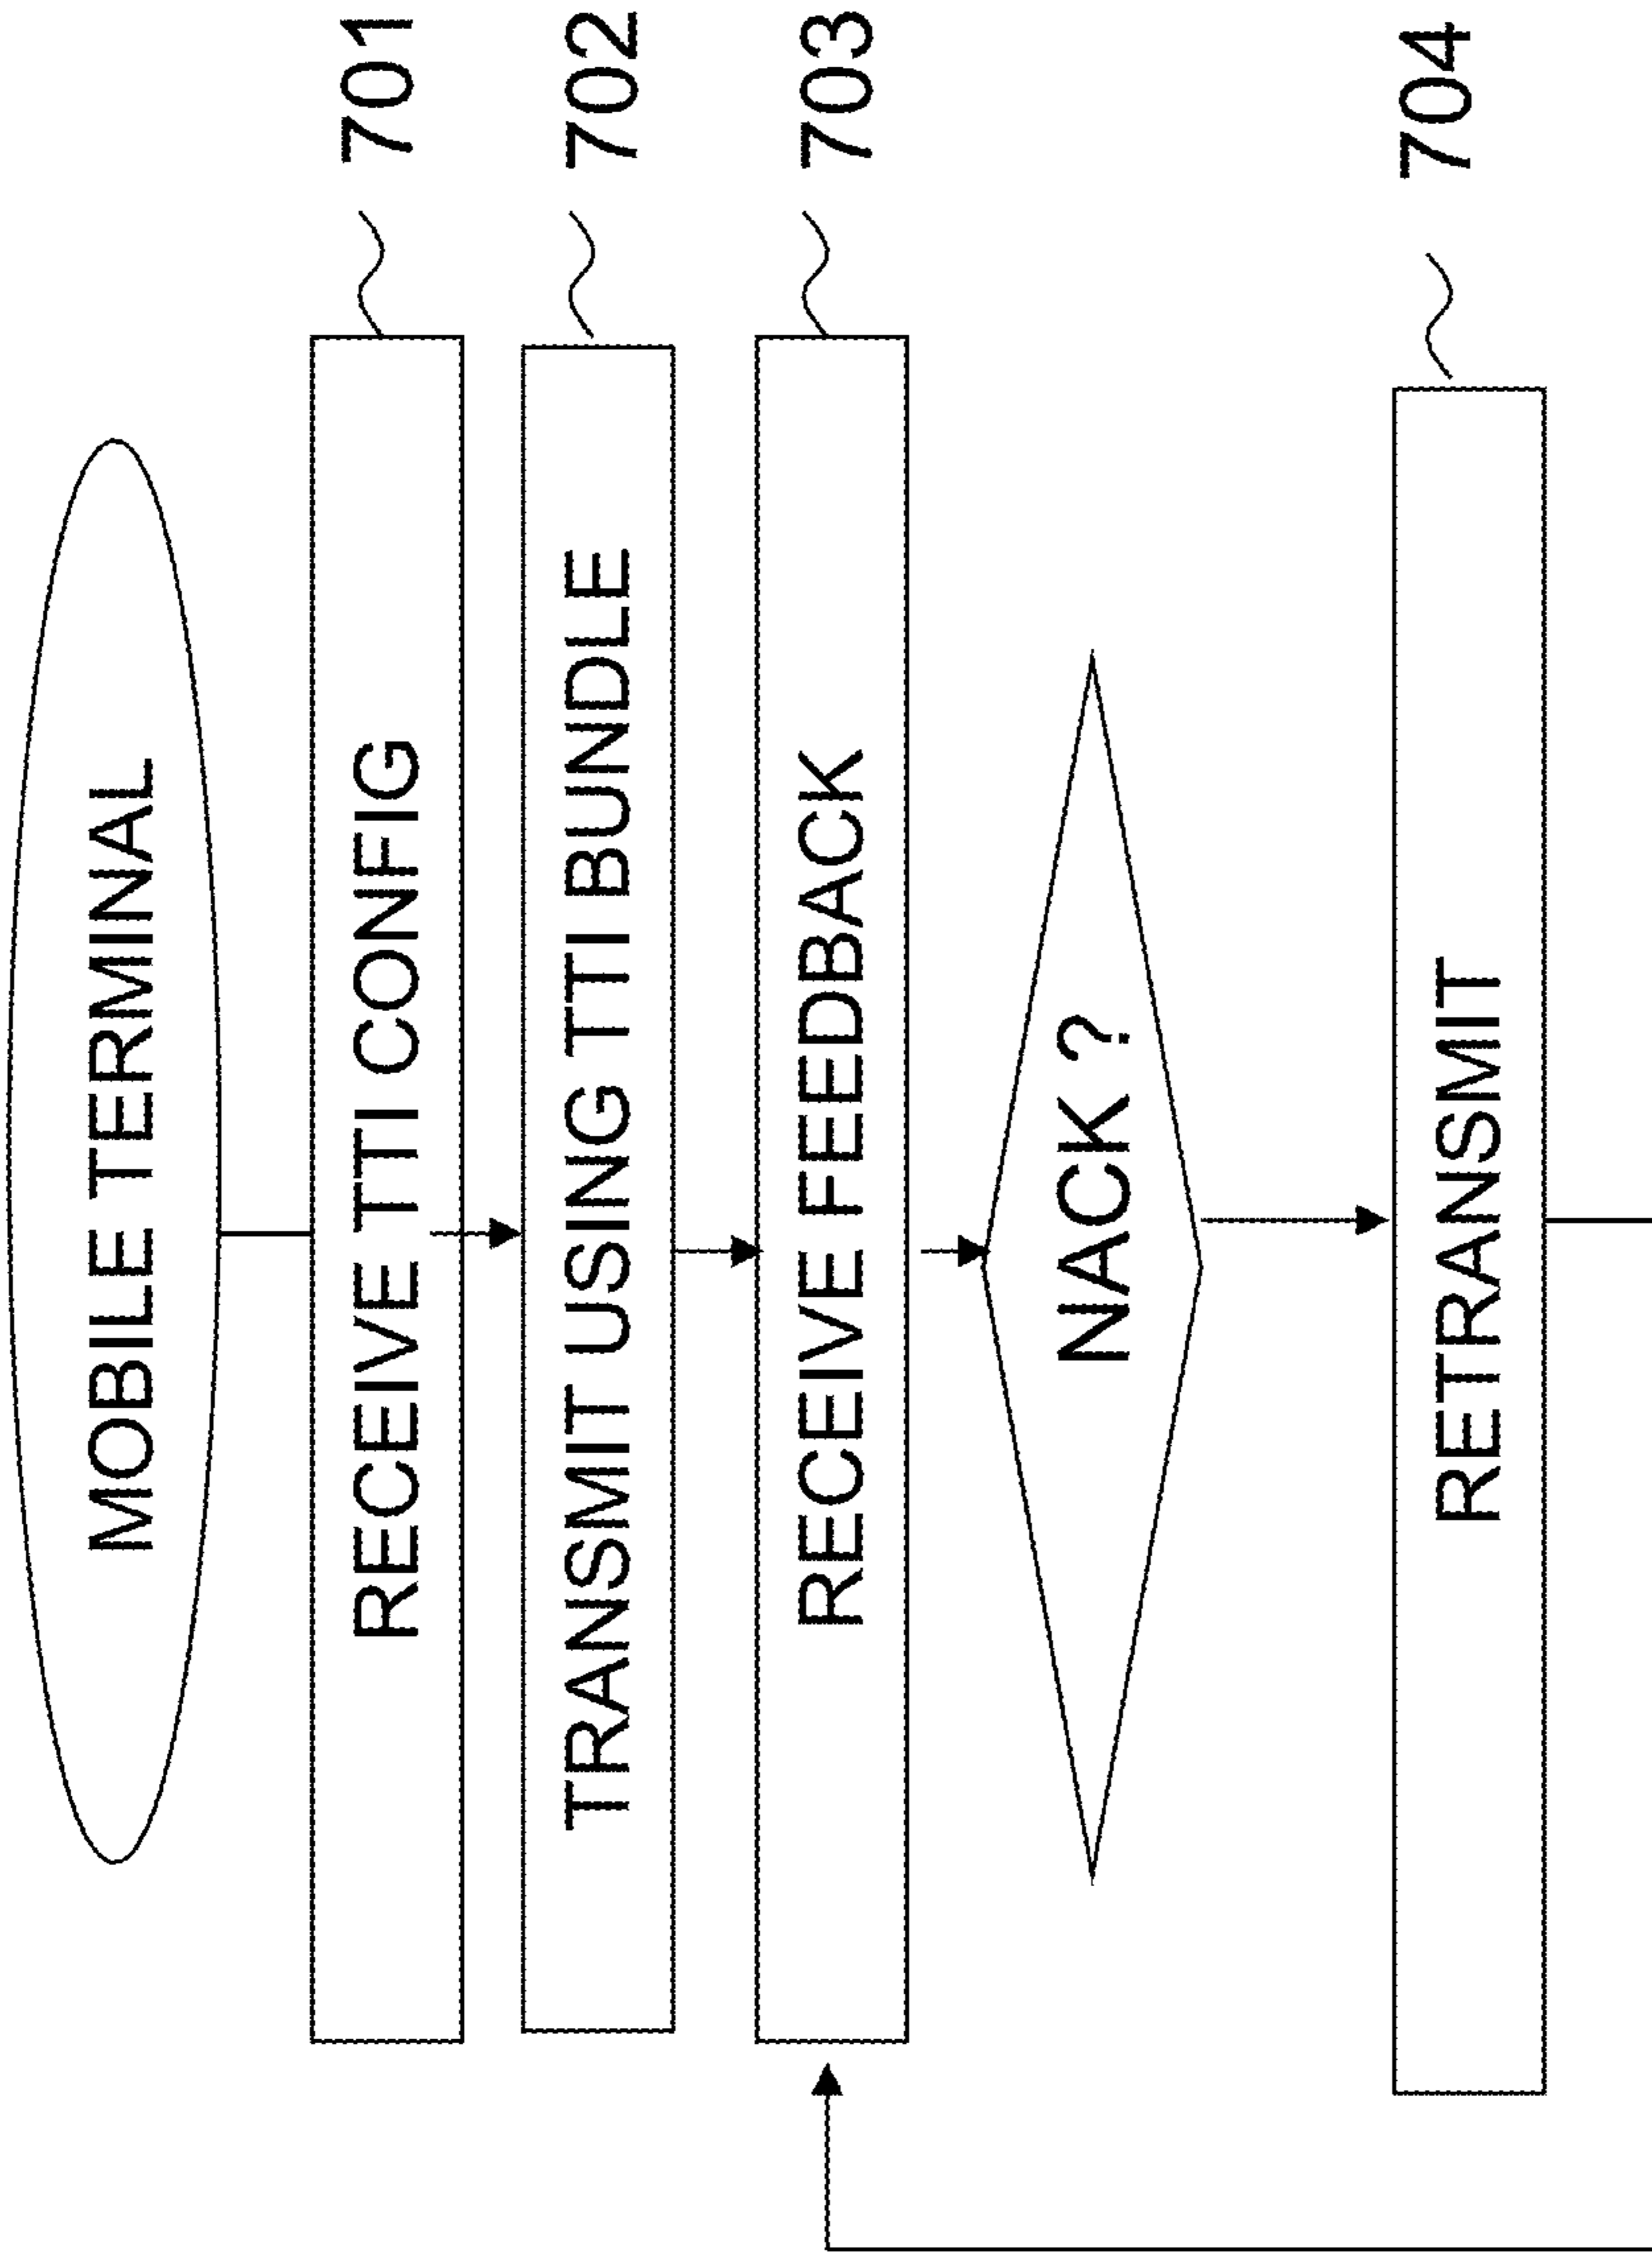 MOBILE TERMINAL
RECEIVE TTI CONFIG
701
TRANSMIT USING TTI BUNDLE
702
RECEIVE FEEDBACK
703
NACK ?
RETRANSMIT
704